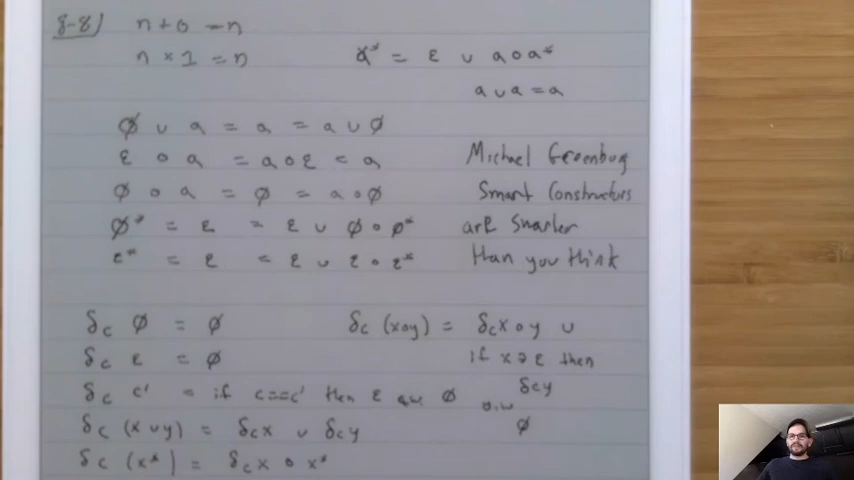 8-8) n + 0 = n
n × 1 = n
a* = ε ∪ a ∘ a*
a ∪ a = a
∅ ∪ a = a = a ∪ ∅
ε ∘ a = a ∘ ε = a
∅ ∘ a = ∅ = a ∘ ∅
∅* = ε = ε ∪ ∅ ∘ ∅*
ε* = ε = ε ∪ ε ∘ ε*
Michael Greenberg
Smart Constructors
are Smarter
than you think
δc ∅ = ∅
δc ε = ∅
δc c' = if c==c' then ε o.w. ∅
δc (x ∪ y) = δc x ∪ δc y
δc (x*) = δc x ∘ x*
δc (x∘y) = δc x ∘ y ∪
if x ∋ ε then
δc y
o.w
∅